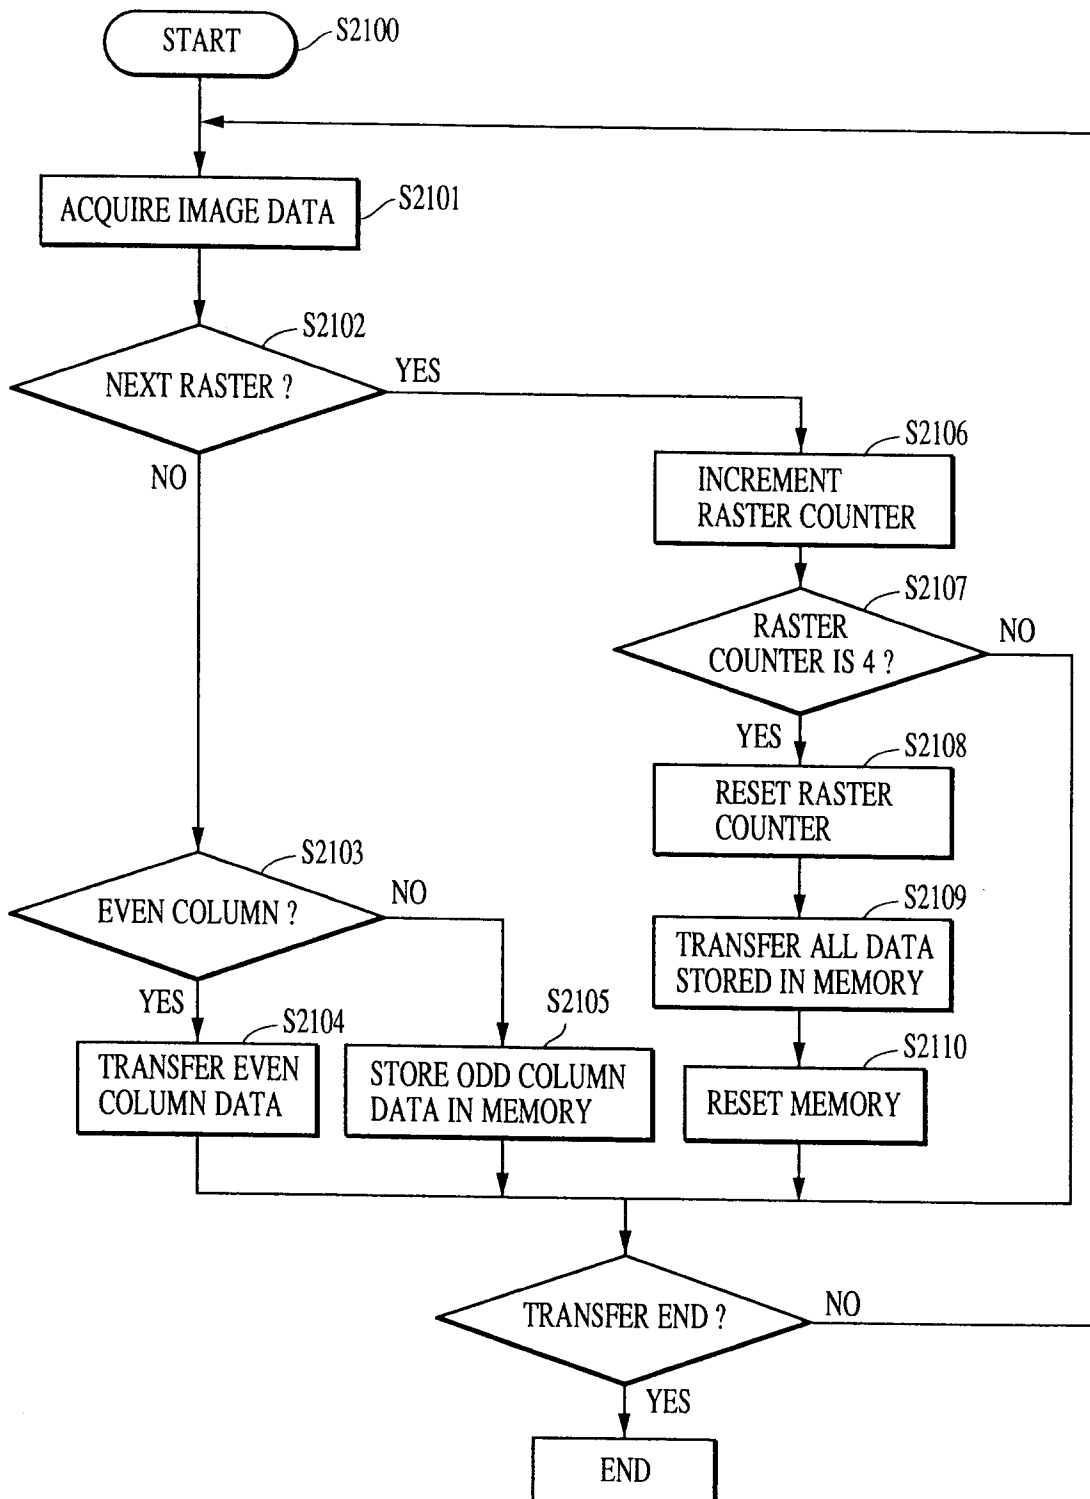 START
S2100
ACQUIRE IMAGE DATA
S2101
S2102
NEXT RASTER ?
YES
NO
S2106
INCREMENT
RASTER COUNTER
S2107
RASTER
COUNTER IS 4 ?
NO
YES
S2108
RESET RASTER
COUNTER
S2103
EVEN COLUMN ?
NO
YES
S2109
TRANSFER ALL DATA
STORED IN MEMORY
S2104
TRANSFER EVEN
COLUMN DATA
S2105
STORE ODD COLUMN
DATA IN MEMORY
S2110
RESET MEMORY
TRANSFER END ?
NO
YES
END